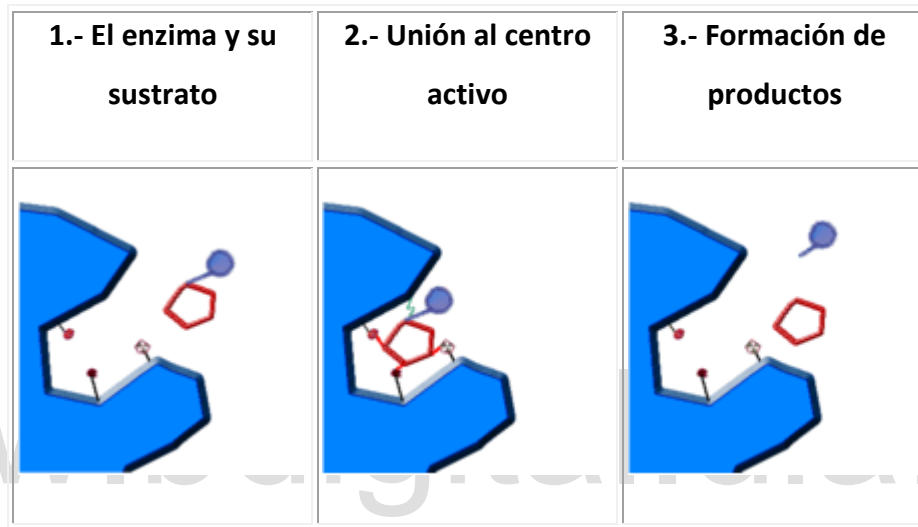 1.- El enzima y su
sustrato
2.- Unión al centro
activo
3.- Formación de
productos